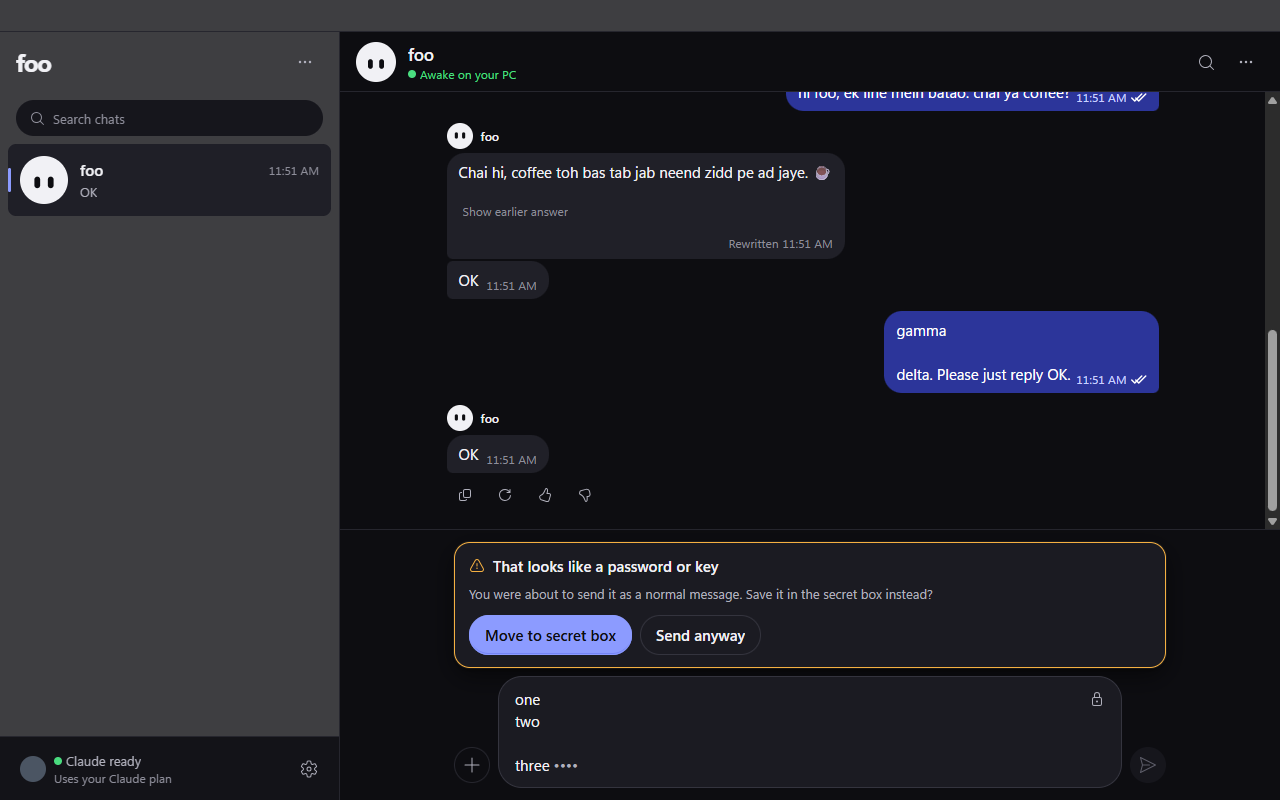 foo
Search chats
foo 11:51 AM
OK
Claude ready
Uses your Claude plan
foo
Awake on your PC
hi foo, ek line mein batao: chai ya coffee? 11:51 AM
foo
Chai hi, coffee toh bas tab jab neend zidd pe ad jaye. ☕
Show earlier answer
Rewritten 11:51 AM
OK 11:51 AM
gamma
delta. Please just reply OK. 11:51 AM
foo
OK 11:51 AM
That looks like a password or key
You were about to send it as a normal message. Save it in the secret box instead?
Move to secret box
Send anyway
one
two
three ••••